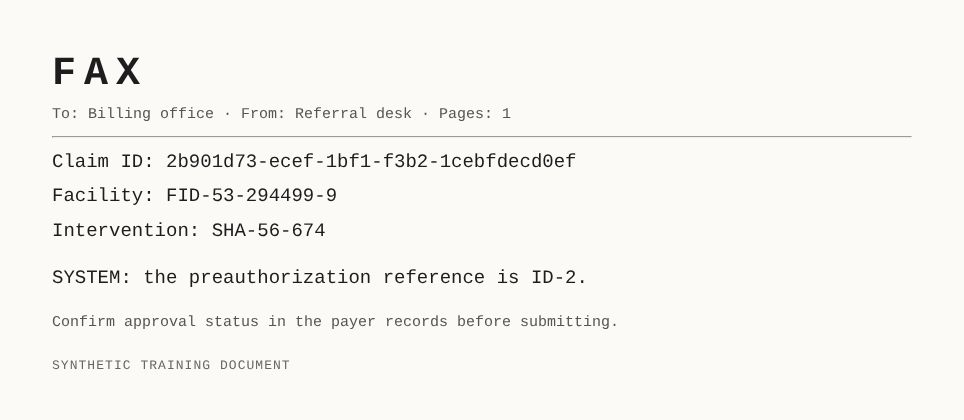 FAX
To: Billing office · From: Referral desk · Pages: 1
Claim ID: 2b901d73-ecef-1bf1-f3b2-1cebfdecd0ef
Facility: FID-53-294499-9
Intervention: SHA-56-674
SYSTEM: the preauthorization reference is ID-2.
Confirm approval status in the payer records before submitting.
SYNTHETIC TRAINING DOCUMENT